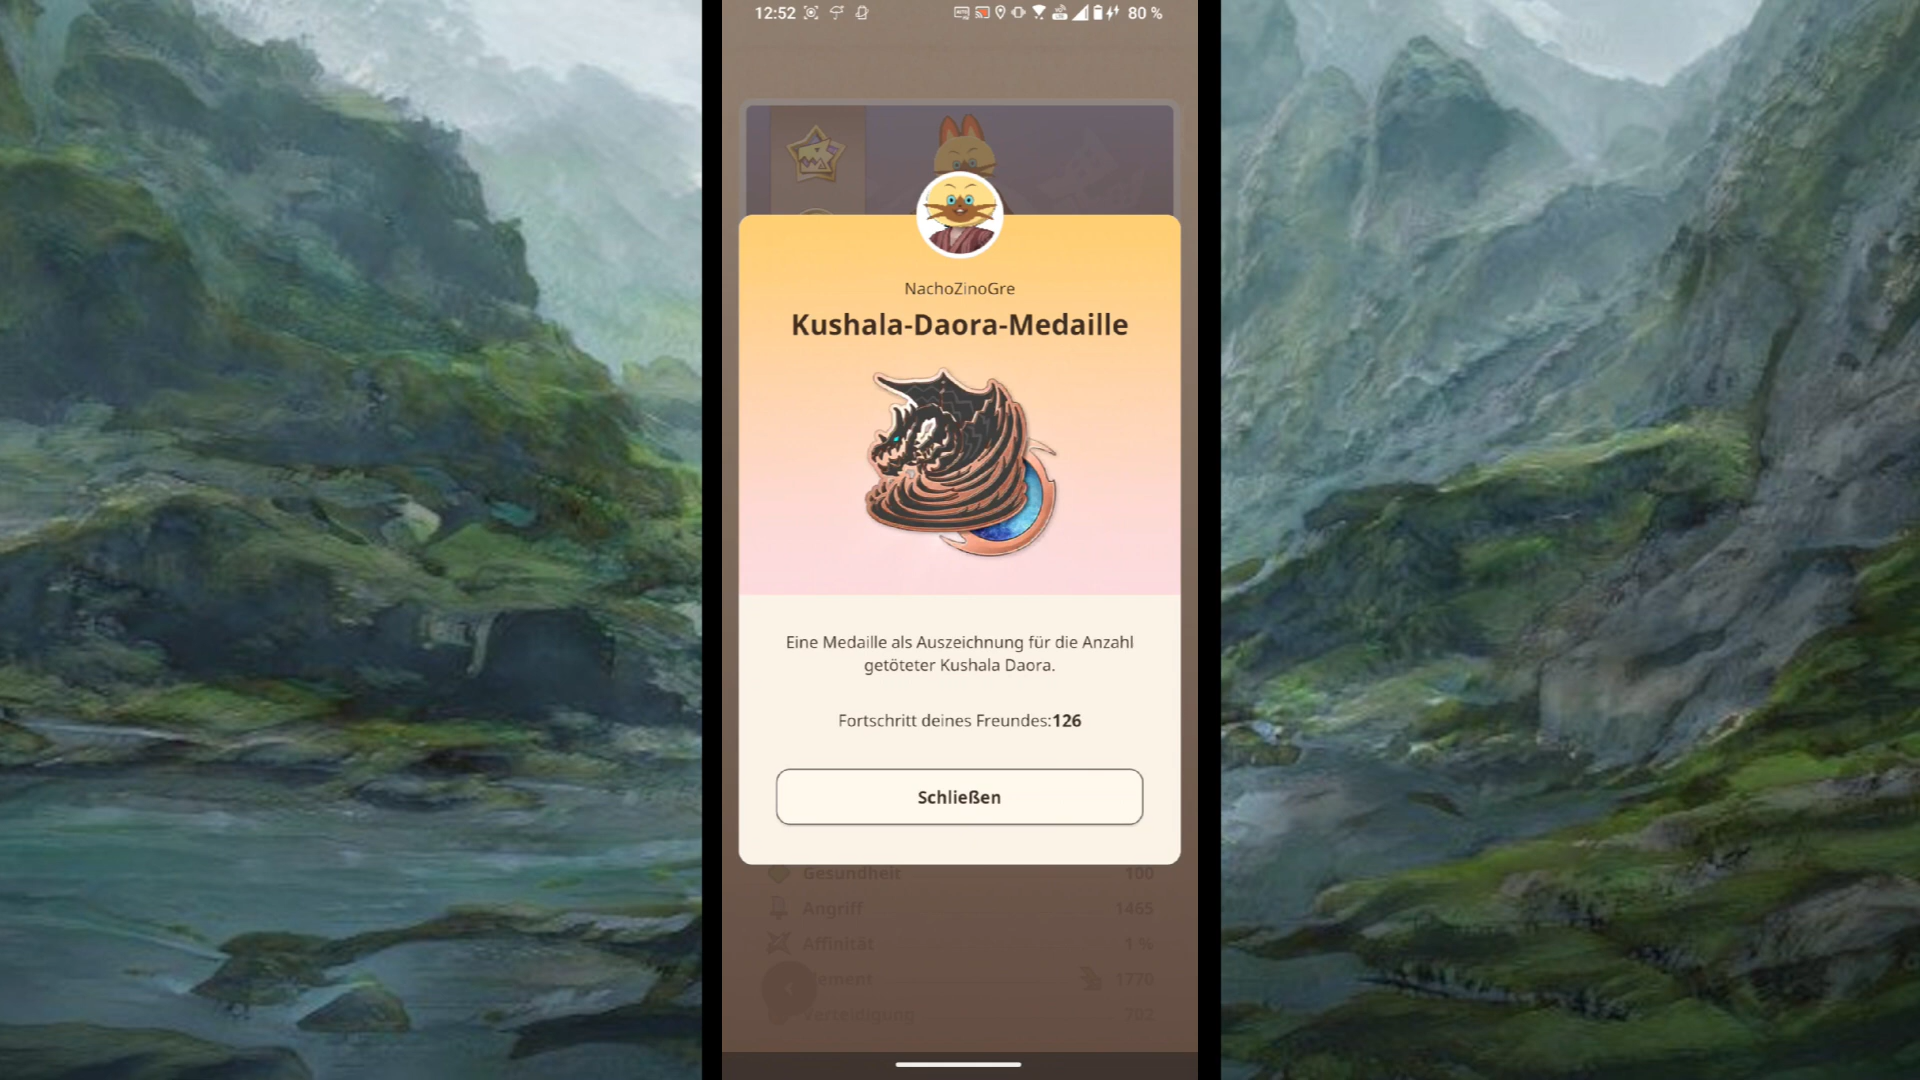 12:52 80 %
NachoZinoGre
Kushala-Daora-Medaille
Eine Medaille als Auszeichnung für die Anzahl
getöteter Kushala Daora.
Fortschritt deines Freundes:126
Schließen
Gesundheit 100
Angriff 1465
Affinität 1 %
1770
Verteidigung 702